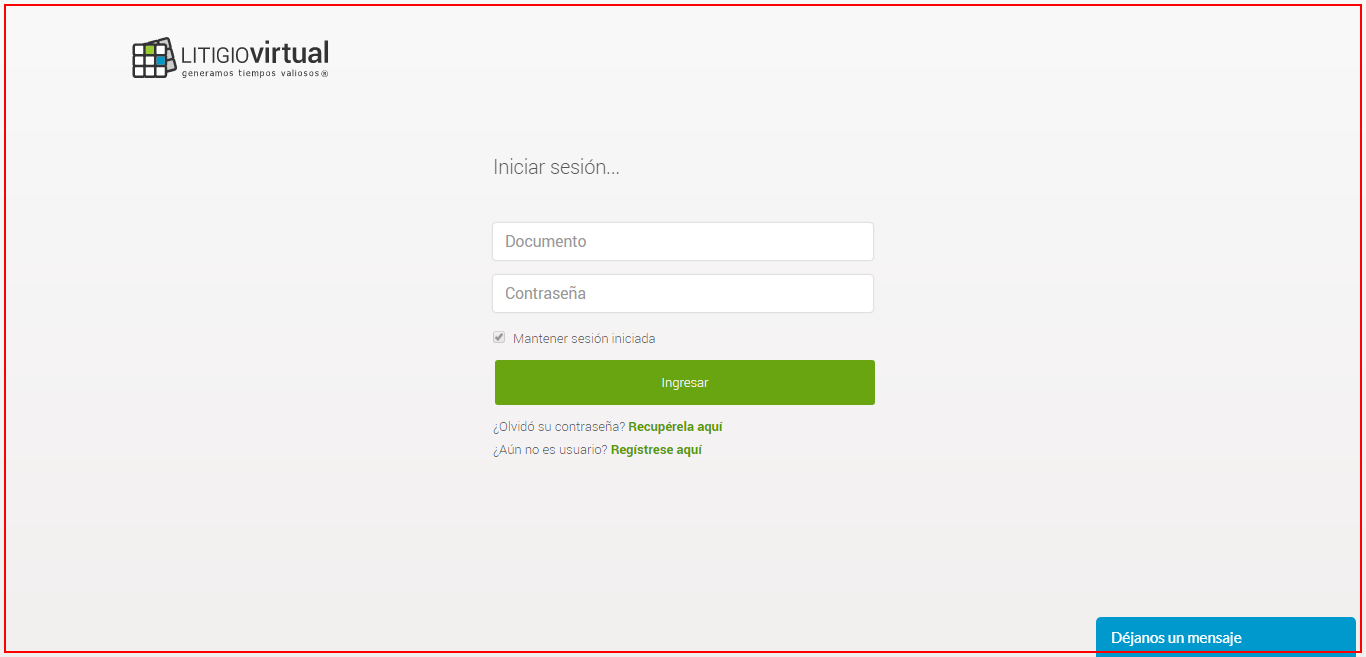 LITIGIOvirtual
generamos tiempos valiosos®
Iniciar sesión...
Documento
Contraseña
Mantener sesión iniciada
Ingresar
¿Olvidó su contraseña? Recupérela aquí
¿Aún no es usuario? Regístrese aquí
Déjanos un mensaje